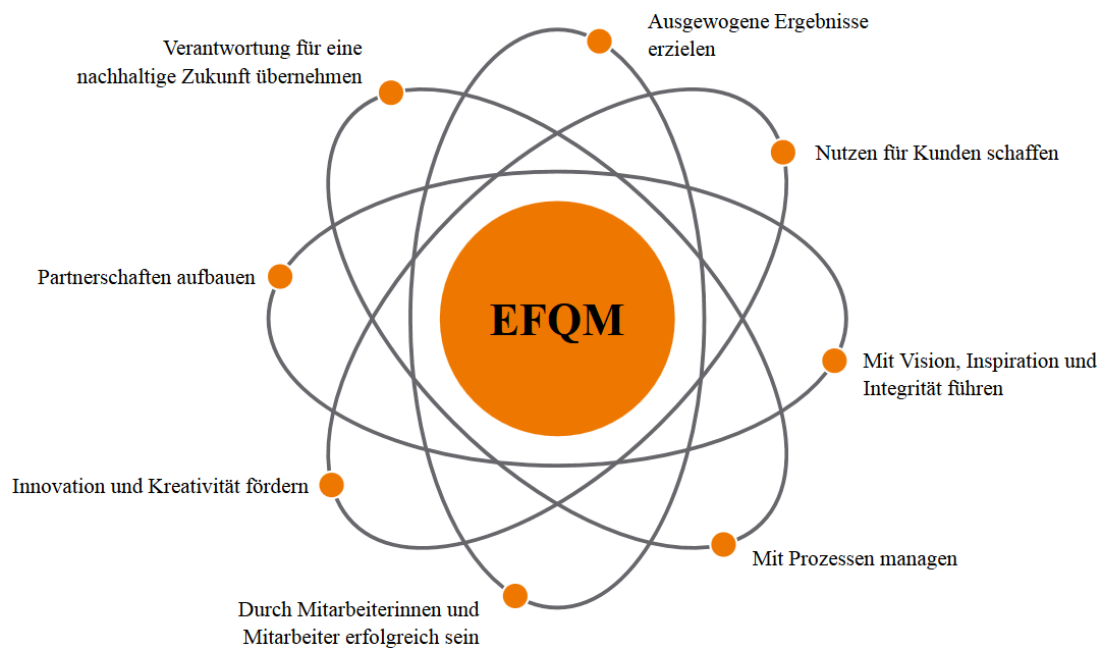 Ausgewogene Ergebnisse
erzielen
Verantwortung für eine
nachhaltige Zukunft übernehmen
Nutzen für Kunden schaffen
Partnerschaften aufbauen
EFQM
Mit Vision, Inspiration und
Integrität führen
Innovation und Kreativität fördern
Mit Prozessen managen
Durch Mitarbeiterinnen und
Mitarbeiter erfolgreich sein